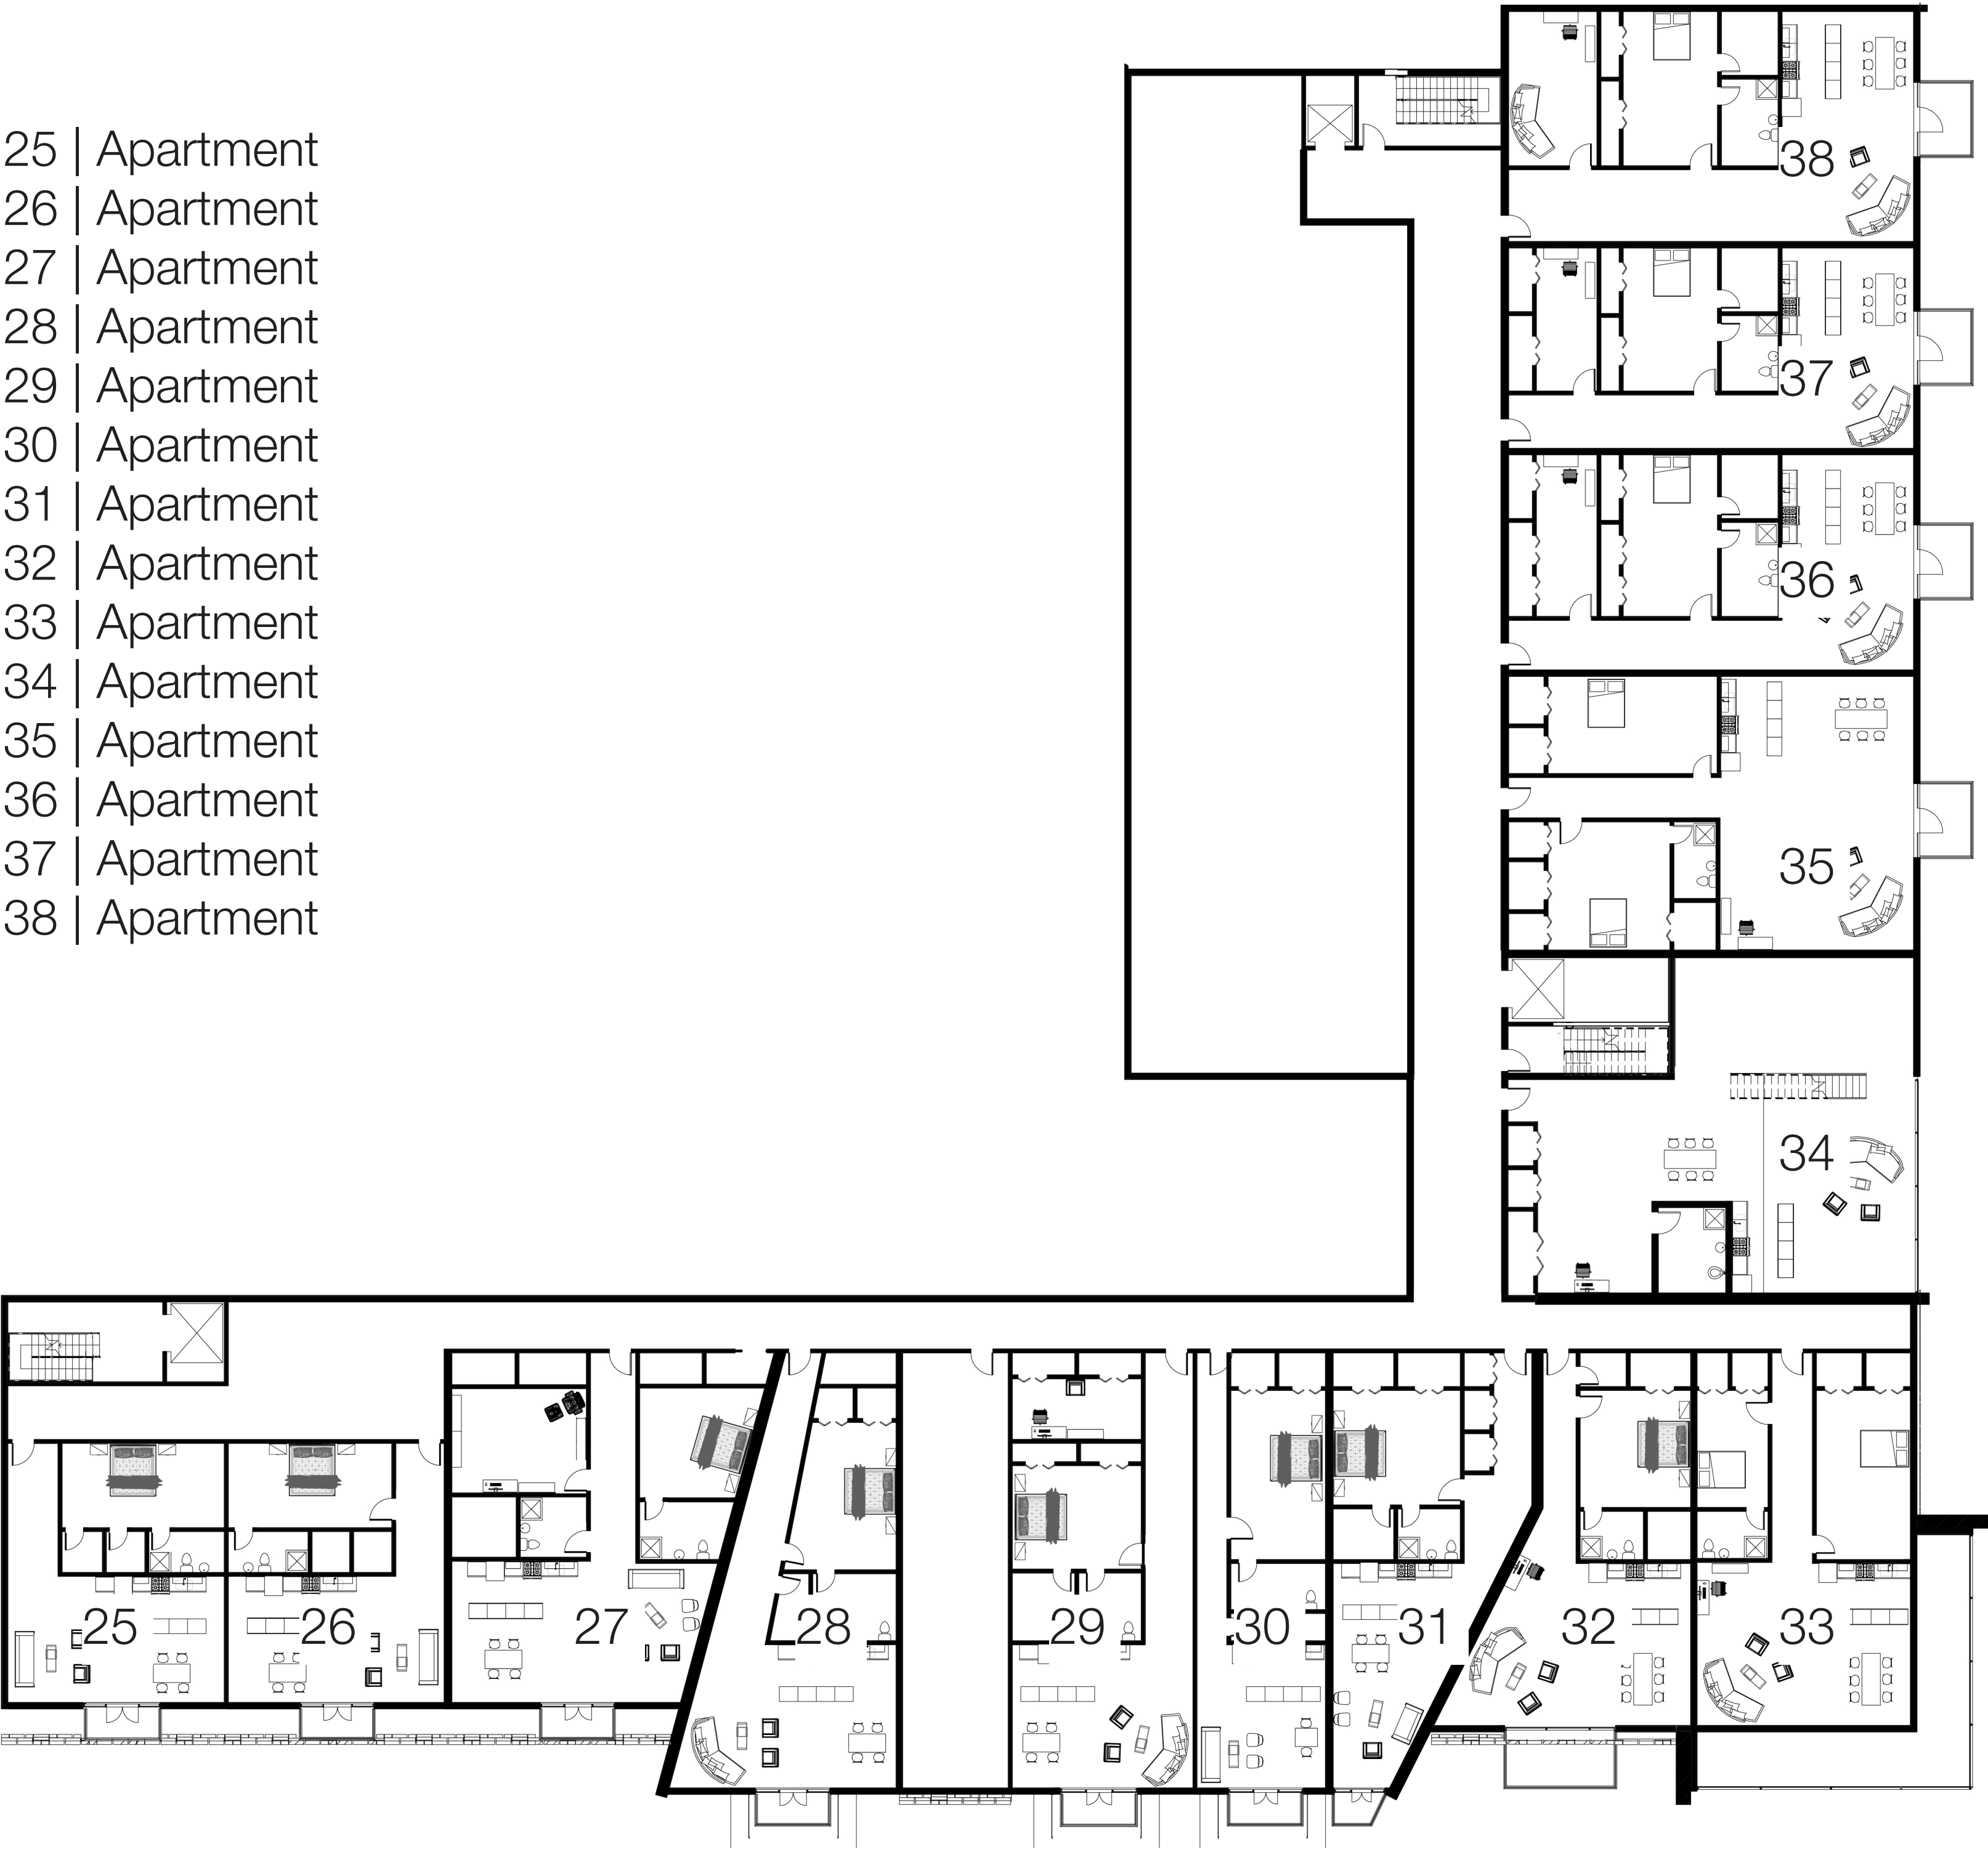 25 | Apartment
26 | Apartment
27 | Apartment
28 | Apartment
29 | Apartment
30 | Apartment
31 | Apartment
32 | Apartment
33 | Apartment
34 | Apartment
35 | Apartment
36 | Apartment
37 | Apartment
38 | Apartment
38
37
36
35
34
25 26 27 28 29 30 31 32 33